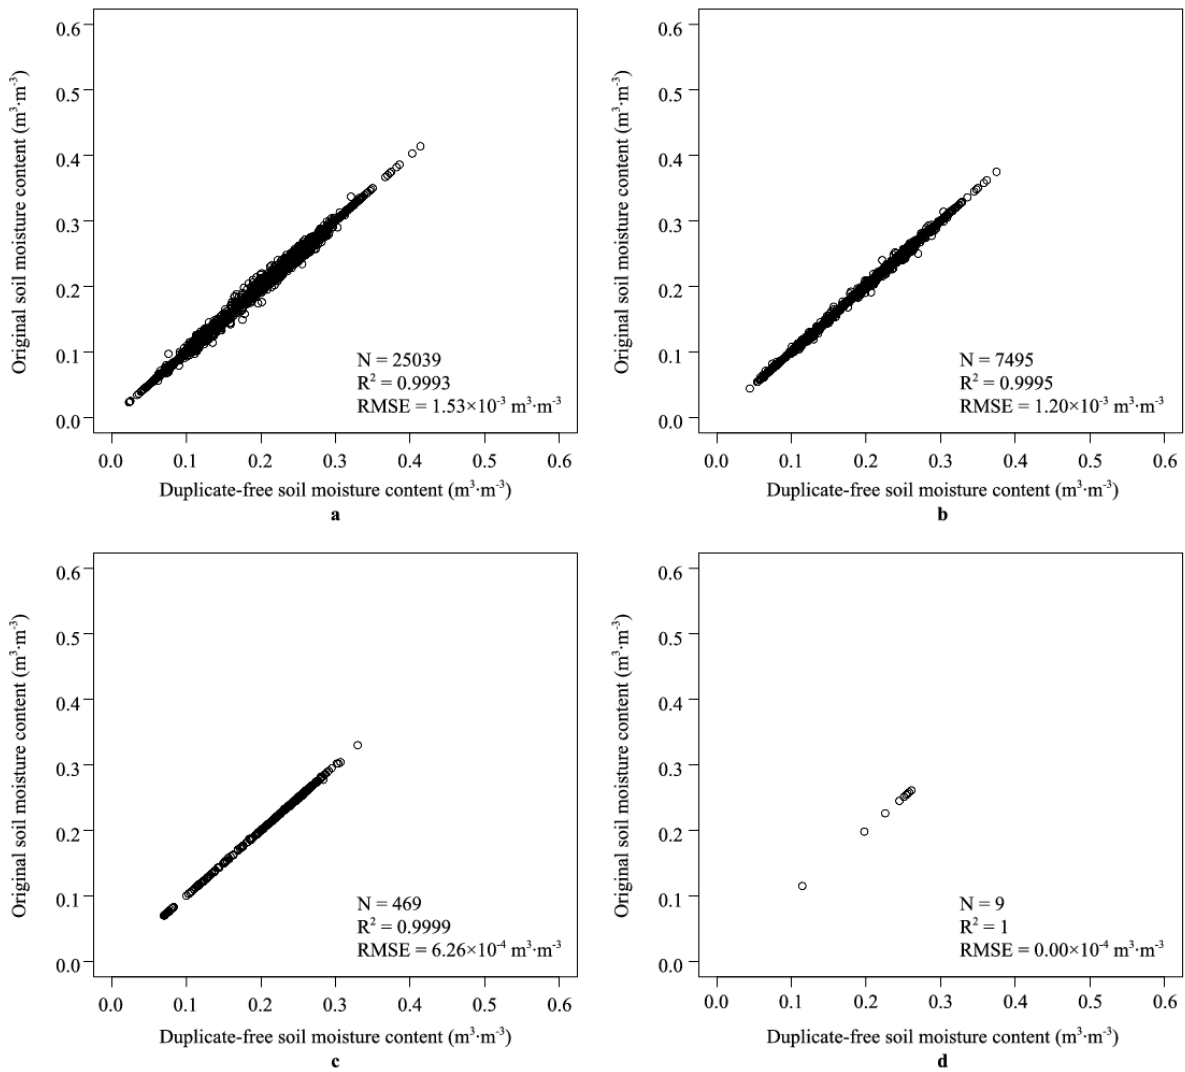 0.6
0.5
0.4
0.3
0.2
0.1
0.0
Original soil moisture content (m³·m⁻³)
N = 25039
R² = 0.9993
RMSE = 1.53×10⁻³ m³·m⁻³
0.0 0.1 0.2 0.3 0.4 0.5 0.6
Duplicate-free soil moisture content (m³·m⁻³)
a
0.6
0.5
0.4
0.3
0.2
0.1
0.0
Original soil moisture content (m³·m⁻³)
N = 7495
R² = 0.9995
RMSE = 1.20×10⁻³ m³·m⁻³
0.0 0.1 0.2 0.3 0.4 0.5 0.6
Duplicate-free soil moisture content (m³·m⁻³)
b
0.6
0.5
0.4
0.3
0.2
0.1
0.0
Original soil moisture content (m³·m⁻³)
N = 469
R² = 0.9999
RMSE = 6.26×10⁻⁴ m³·m⁻³
0.0 0.1 0.2 0.3 0.4 0.5 0.6
Duplicate-free soil moisture content (m³·m⁻³)
c
0.6
0.5
0.4
0.3
0.2
0.1
0.0
Original soil moisture content (m³·m⁻³)
N = 9
R² = 1
RMSE = 0.00×10⁻⁴ m³·m⁻³
0.0 0.1 0.2 0.3 0.4 0.5 0.6
Duplicate-free soil moisture content (m³·m⁻³)
d